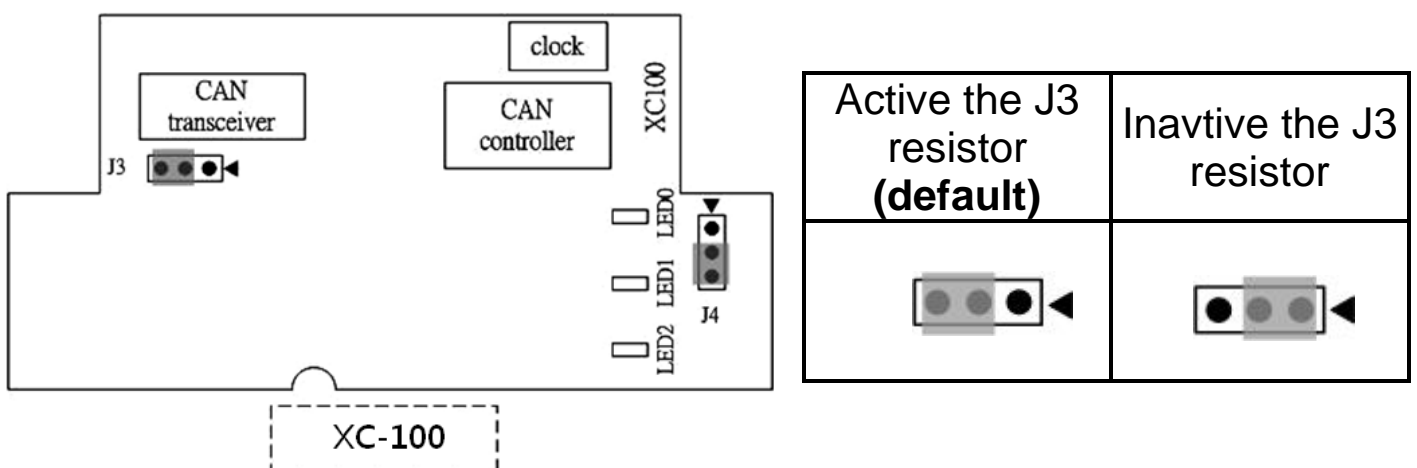 clock
CAN
transceiver
CAN
controller
XC100
J3
LED0
LED1
J4
LED2
XC-100
Active the J3
resistor
(default)
Inavtive the J3
resistor